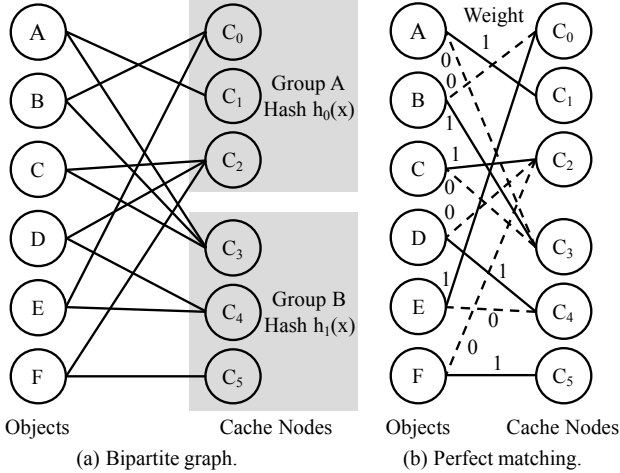 A
B
C
D
E
F
C0
C1
C2
C3
C4
C5
Group A
Hash h0(x)
Group B
Hash h1(x)
Objects
Cache Nodes
(a) Bipartite graph.
Weight
A
B
C
D
E
F
1
0
0
1
1
0
0
1
1
0
0
1
C0
C1
C2
C3
C4
C5
Objects
Cache Nodes
(b) Perfect matching.